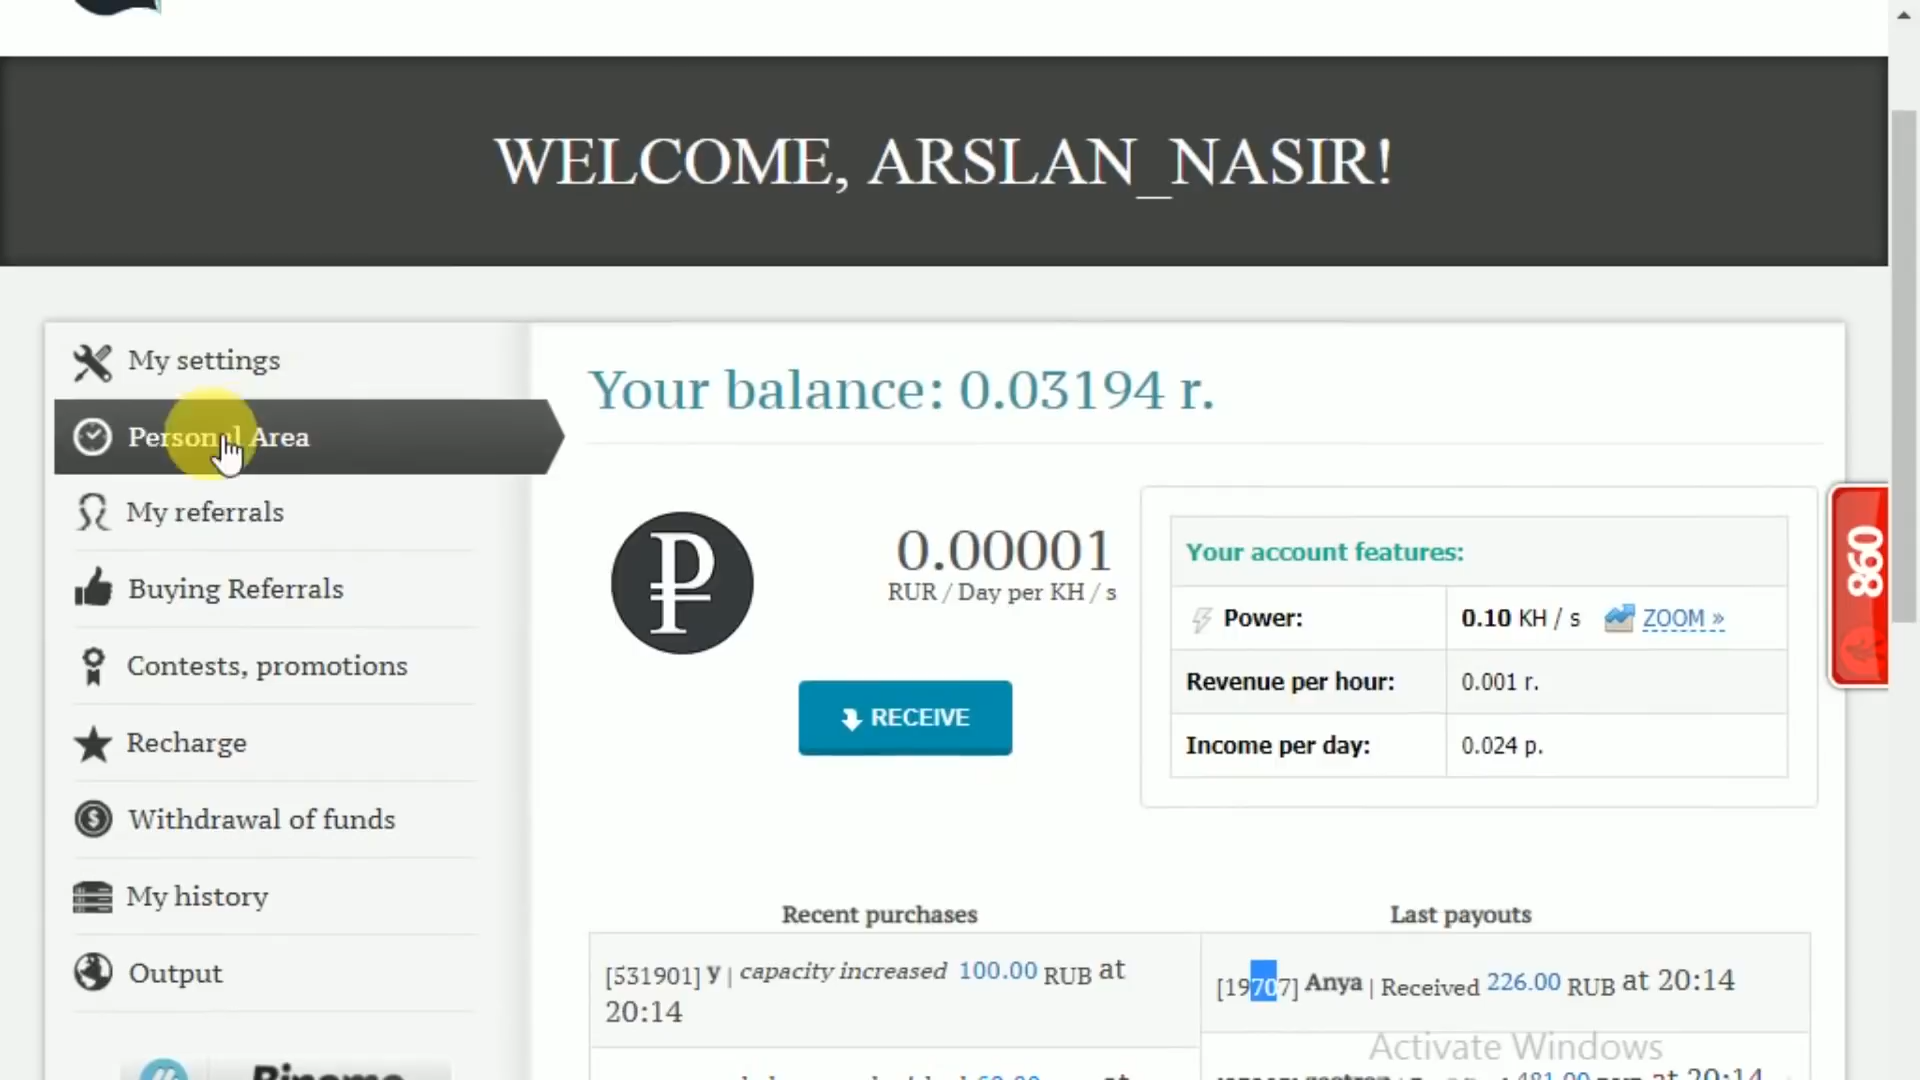 WELCOME, ARSLAN_NASIR!
My settings
Personal Area
My referrals
Buying Referrals
Contests, promotions
Recharge
Withdrawal of funds
My history
Output
Your balance: 0.03194 r.
0.00001
RUR / Day per KH / s
RECEIVE
Your account features:
Power: 0.10 KH / s ZOOM »
Revenue per hour: 0.001 r.
Income per day: 0.024 p.
098
Recent purchases
[531901] y | capacity increased 100.00 RUB at
20:14
Last payouts
[19707] Anya | Received 226.00 RUB at 20:14
Activate Windows